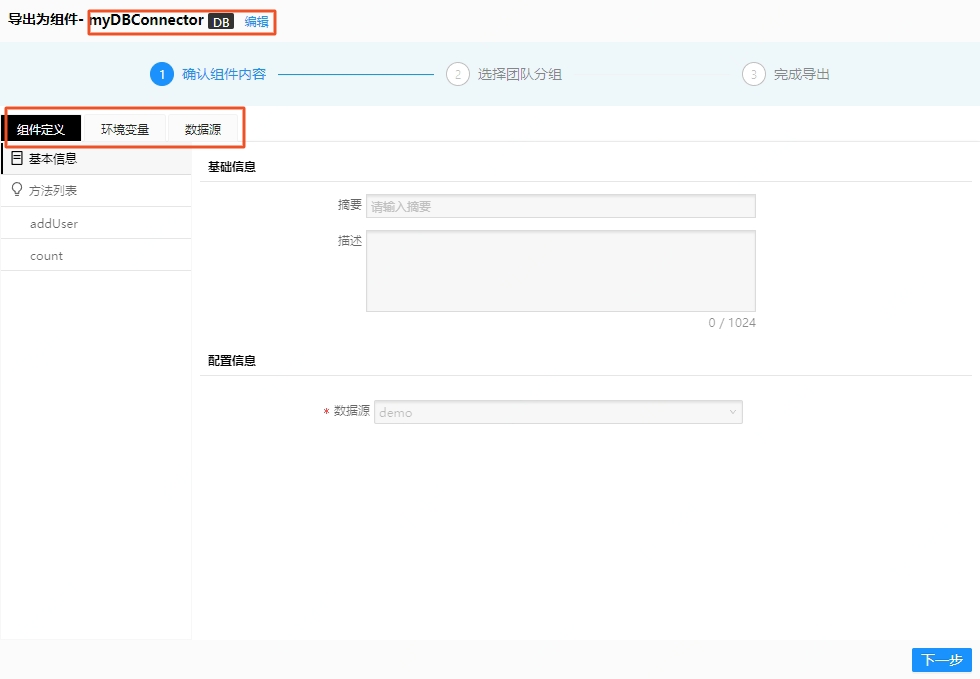 导出为组件- myDBConnector DB 编辑
1 确认组件内容 2 选择团队分组 3 完成导出
组件定义 环境变量 数据源
基本信息
方法列表
addUser
count
基础信息
摘要 请输入摘要
描述
0 / 1024
配置信息
* 数据源 demo
下一步